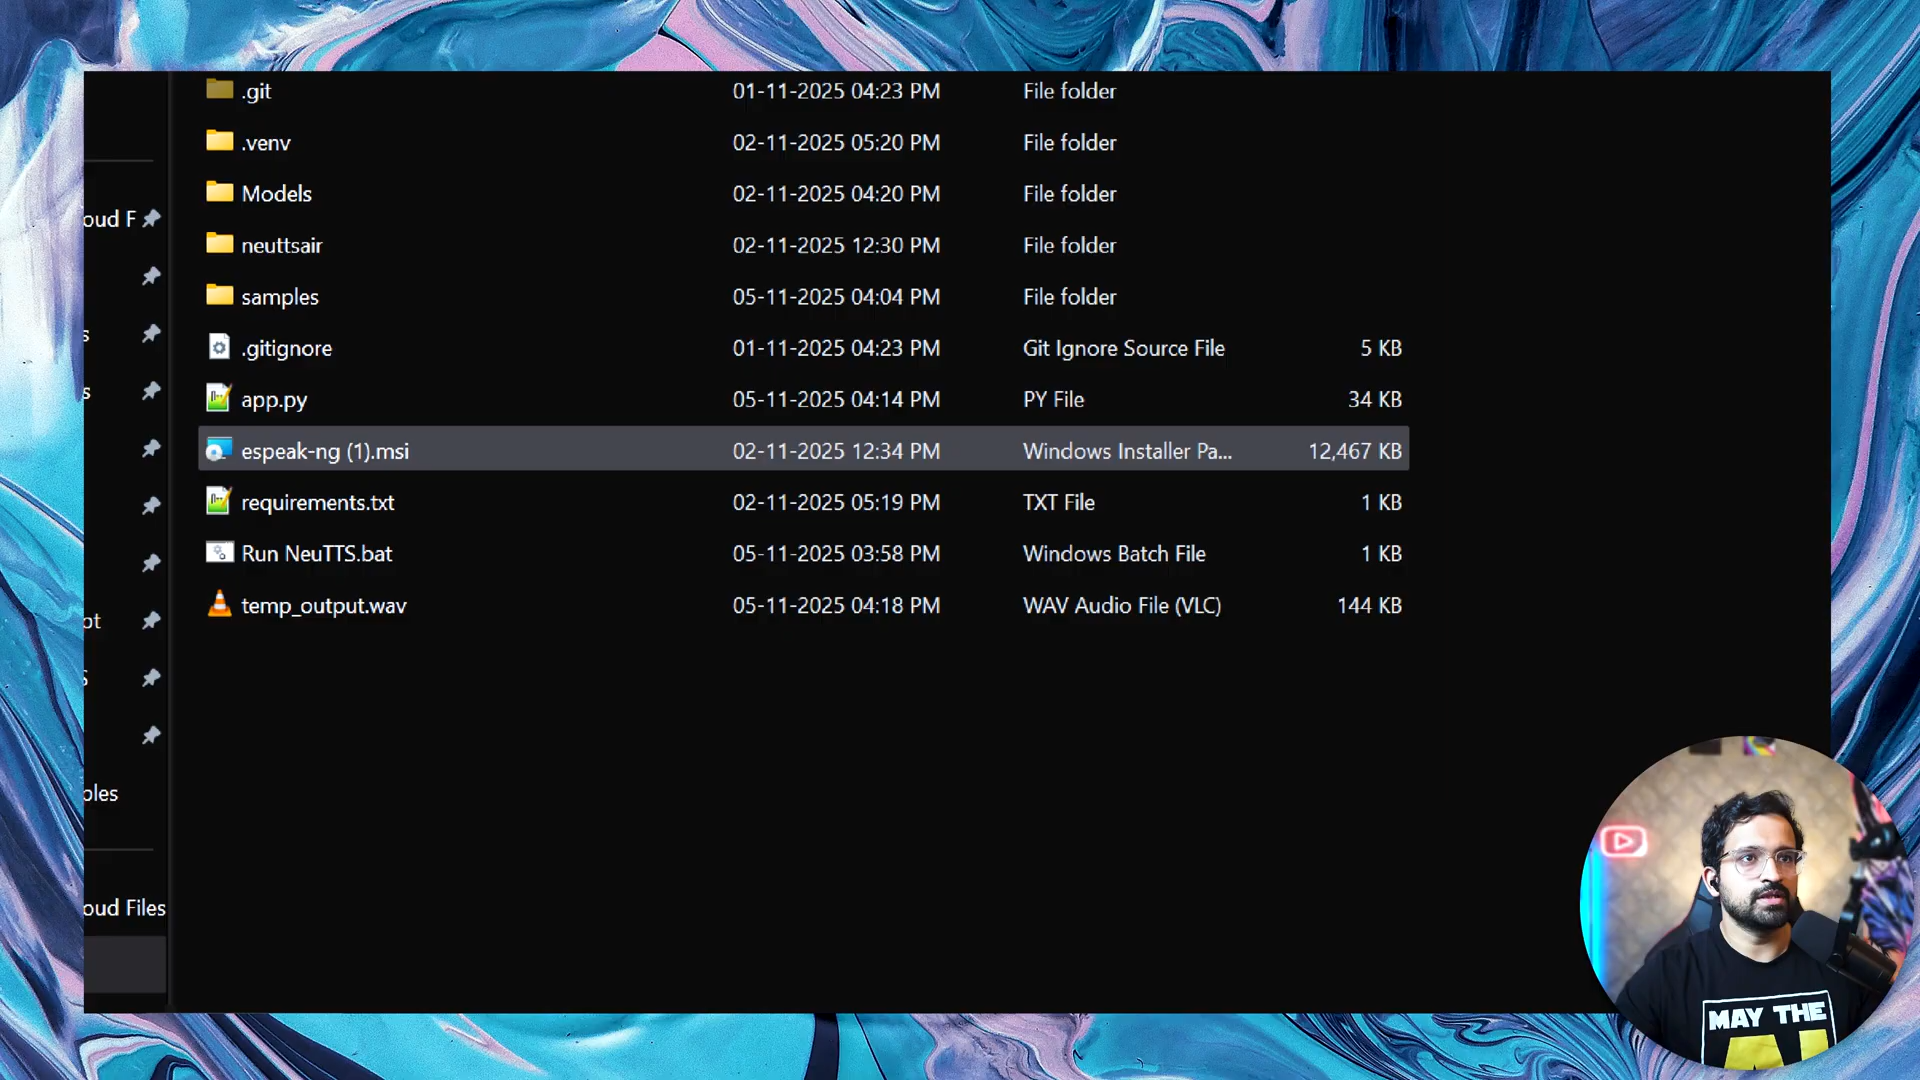 .git 01-11-2025 04:23 PM File folder
.venv 02-11-2025 05:20 PM File folder
Models 02-11-2025 04:20 PM File folder
oud F
neuttsair 02-11-2025 12:30 PM File folder
samples 05-11-2025 04:04 PM File folder
s
.gitignore 01-11-2025 04:23 PM Git Ignore Source File 5 KB
s
app.py 05-11-2025 04:14 PM PY File 34 KB
espeak-ng (1).msi 02-11-2025 12:34 PM Windows Installer Pa... 12,467 KB
requirements.txt 02-11-2025 05:19 PM TXT File 1 KB
Run NeuTTS.bat 05-11-2025 03:58 PM Windows Batch File 1 KB
temp_output.wav 05-11-2025 04:18 PM WAV Audio File (VLC) 144 KB
pt
S
ples
oud Files
MAY THE
AI